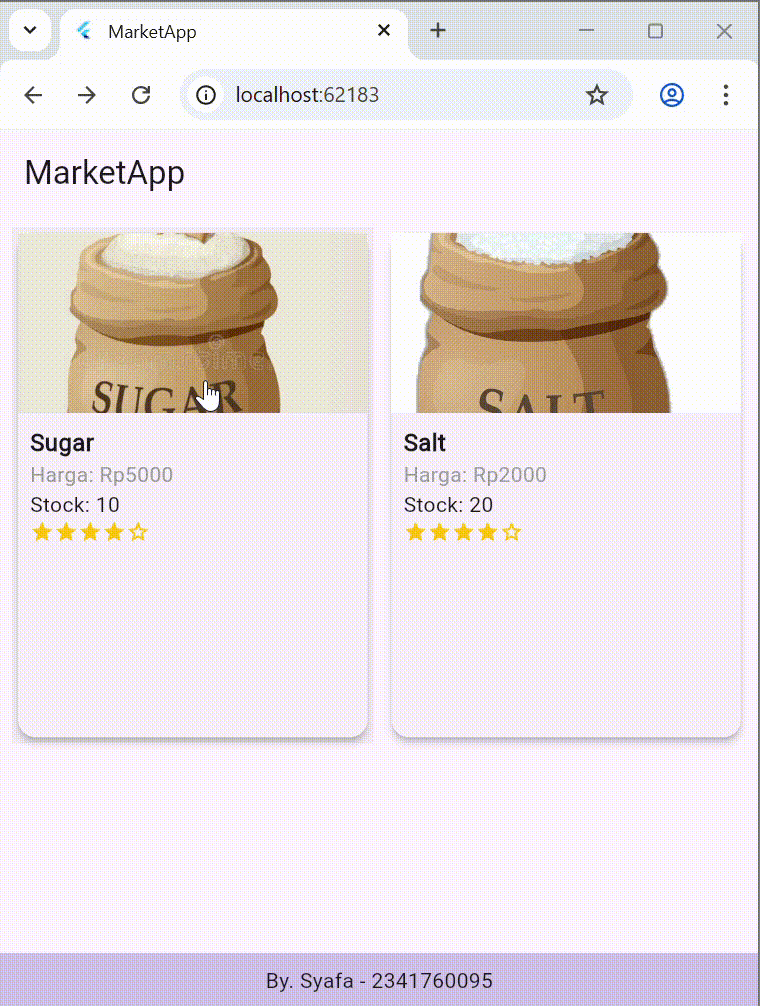 MarketApp
localhost:62183
MarketApp
SUGAR
SALT
Sugar
Harga: Rp5000
Stock: 10
Salt
Harga: Rp2000
Stock: 20
By. Syafa - 2341760095